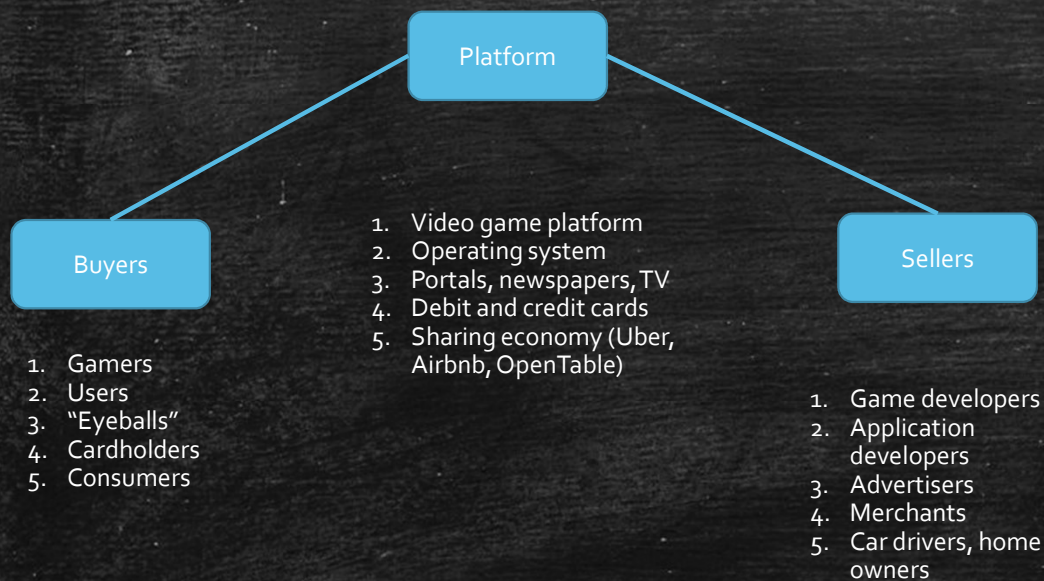 Platform
Buyers
1. Gamers
2. Users
3. “Eyeballs”
4. Cardholders
5. Consumers
1. Video game platform
2. Operating system
3. Portals, newspapers,TV
4. Debit and credit cards
5. Sharing economy (Uber,
Airbnb, OpenTable)
Sellers
1. Game developers
2. Application
developers
3. Advertisers
4. Merchants
5. Car drivers, home
owners